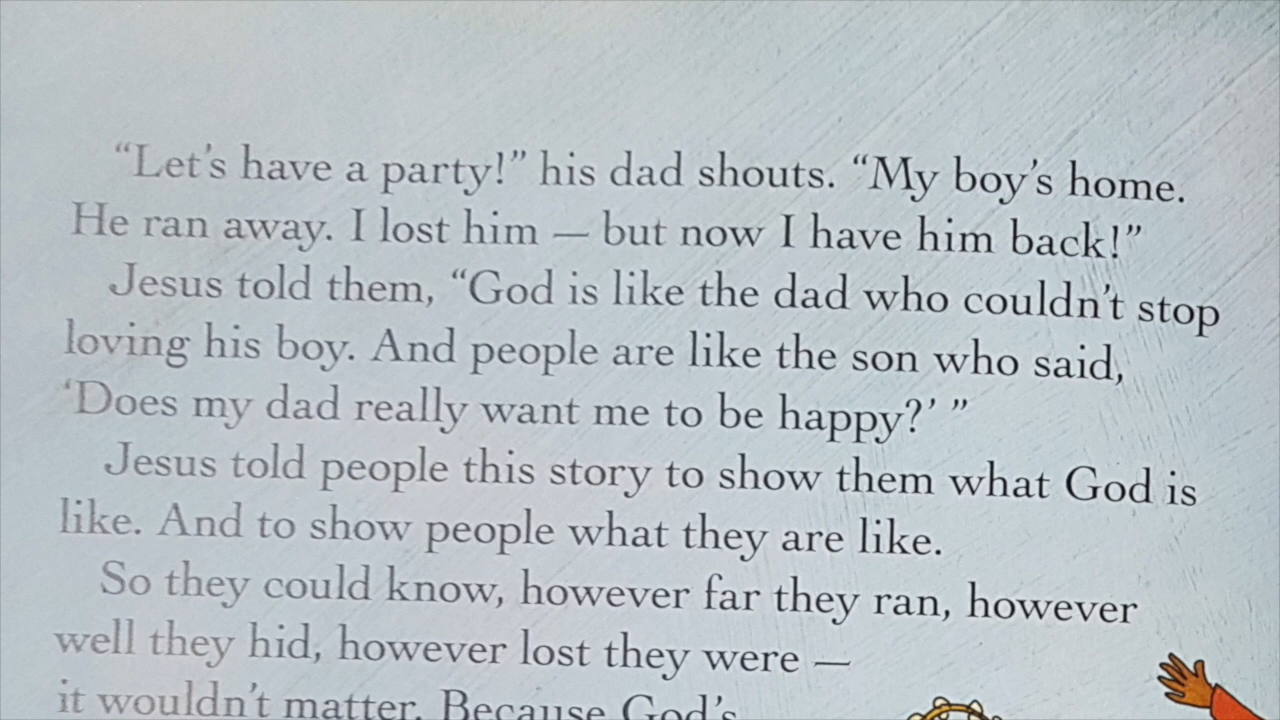 “Let’s have a party!” his dad shouts. “My boy’s home.
He ran away. I lost him — but now I have him back!”
Jesus told them, “God is like the dad who couldn’t stop
loving his boy. And people are like the son who said,
‘Does my dad really want me to be happy?’ ”
Jesus told people this story to show them what God is
like. And to show people what they are like.
So they could know, however far they ran, however
well they hid, however lost they were —
it wouldn’t matter. Because God’s